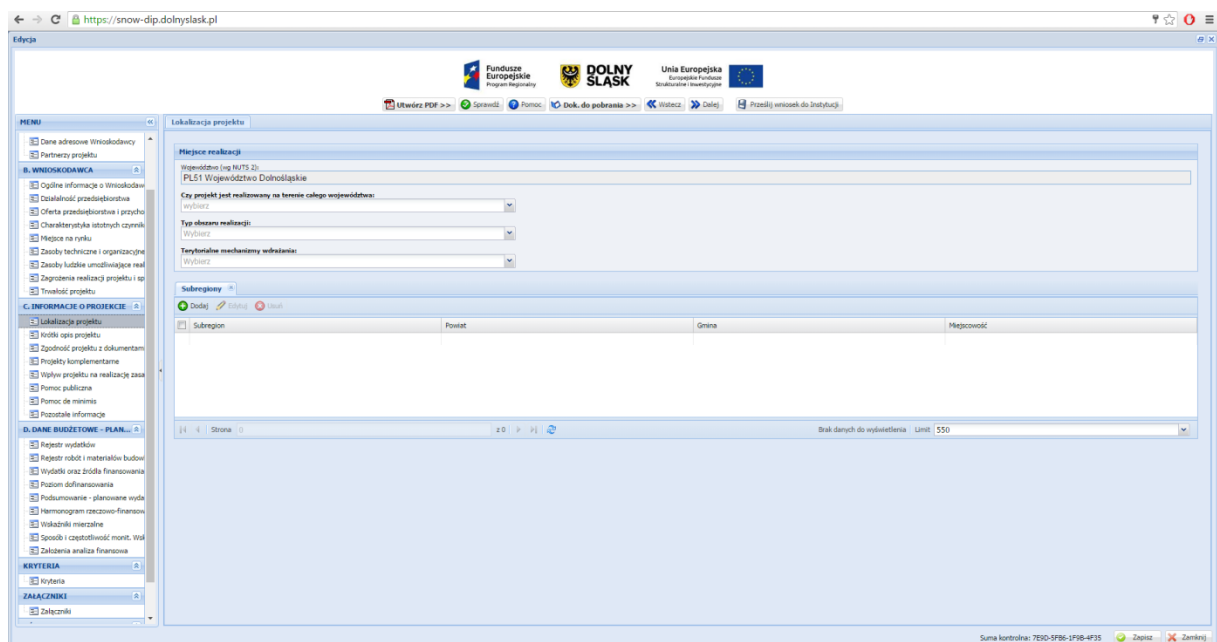 https://snow-dip.dolnyslask.pl
Edycja
Fundusze Europejskie Program Regionalny
DOLNY ŚLĄSK
Unia Europejska Europejskie Fundusze Strukturalne i Inwestycyjne
Utwórz PDF >> Sprawdź Pomoc Dok. do pobrania >> Wstecz Dalej Prześlij wniosek do Instytucji
MENU
Dane adresowe Wnioskodawcy
Partnerzy projektu
B. WNIOSKODAWCA
Ogólne informacje o Wnioskodaw
Działalność przedsiębiorstwa
Oferta przedsiębiorstwa i przycho
Charakterystyka istotnych czynnik
Miejsce na rynku
Zasoby techniczne i organizacyjne
Zasoby ludzkie umożliwiające real
Zagrożenia realizacji projektu i sp
Trwałość projektu
C. INFORMACJE O PROJEKCIE
Lokalizacja projektu
Krótki opis projektu
Zgodność projektu z dokumentam
Projekty komplementarne
Wpływ projektu na realizację zasa
Pomoc publiczna
Pomoc de minimis
Pozostałe informacje
D. DANE BUDŻETOWE - PLAN...
Rejestr wydatków
Rejestr robót i materiałów budow
Wydatki oraz źródła finansowania
Poziom dofinansowania
Podsumowanie - planowane wyda
Harmonogram rzeczowo-finansow
Wskaźniki mierzalne
Sposób i częstotliwość monit. Wsk
Założenia analiza finansowa
KRYTERIA
Kryteria
ZAŁĄCZNIKI
Załączniki
Lokalizacja projektu
Miejsce realizacji
Województwo (wg NUTS 2):
PL51 Województwo Dolnośląskie
Czy projekt jest realizowany na terenie całego województwa:
wybierz
Typ obszaru realizacji:
Wybierz
Terytorialne mechanizmy wdrażania:
Wybierz
Subregiony
Dodaj Edytuj Usuń
Subregion Powiat Gmina Miejscowość
Strona 0 z 0 Brak danych do wyświetlenia Limit 550
Suma kontrolna: 7E9D-5FB6-1F9B-4F35 Zapisz Zamknij